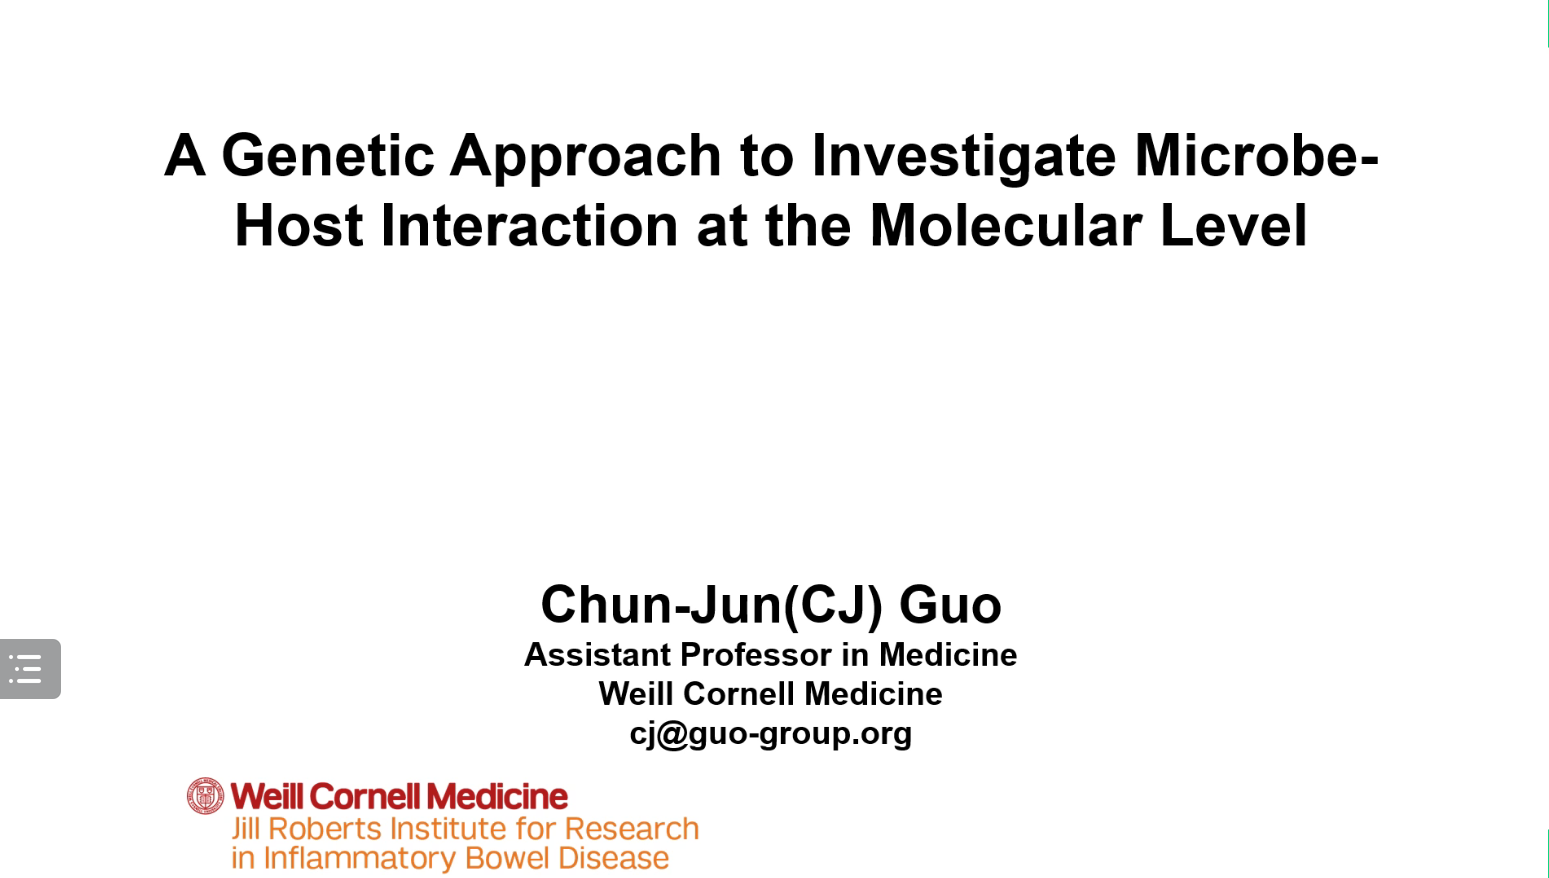 A Genetic Approach to Investigate Microbe-
Host Interaction at the Molecular Level
Chun-Jun(CJ) Guo
Assistant Professor in Medicine
Weill Cornell Medicine
cj@guo-group.org
Weill Cornell Medicine
Jill Roberts Institute for Research
in Inflammatory Bowel Disease